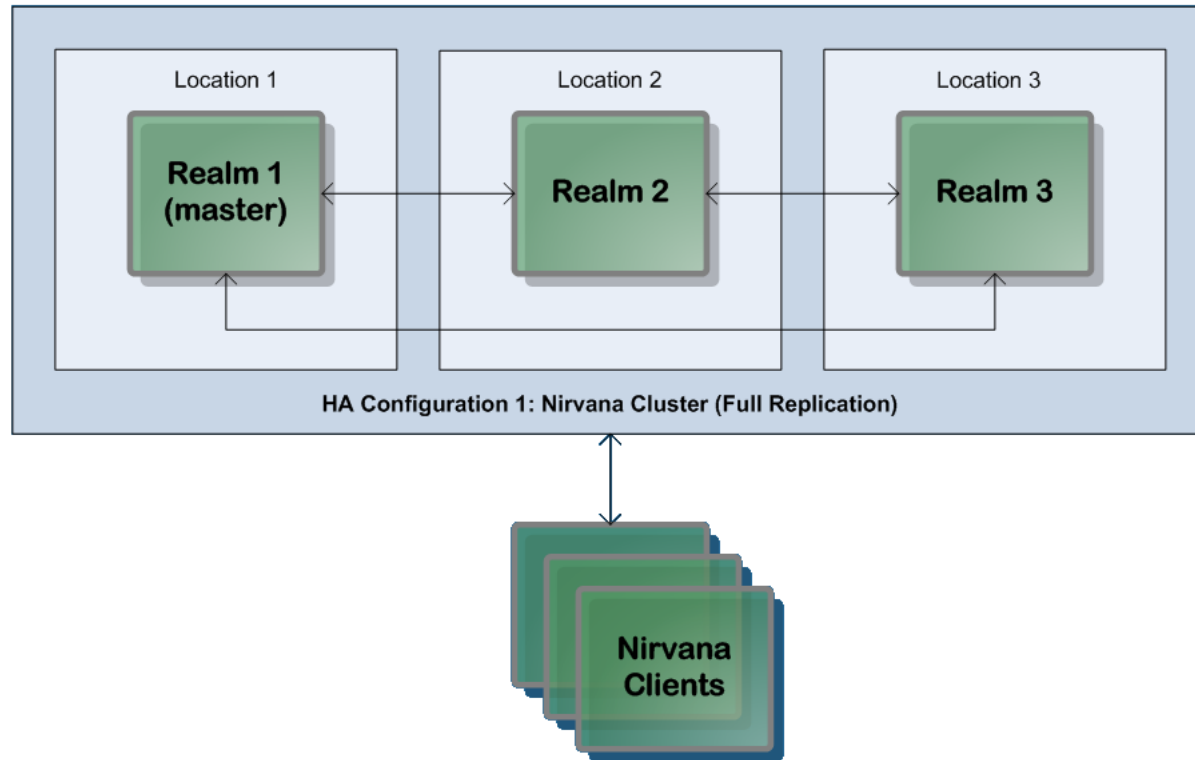 Location 1
Location 2
Location 3
Realm 1
(master)
Realm 2
Realm 3
HA Configuration 1: Nirvana Cluster (Full Replication)
Nirvana
Clients